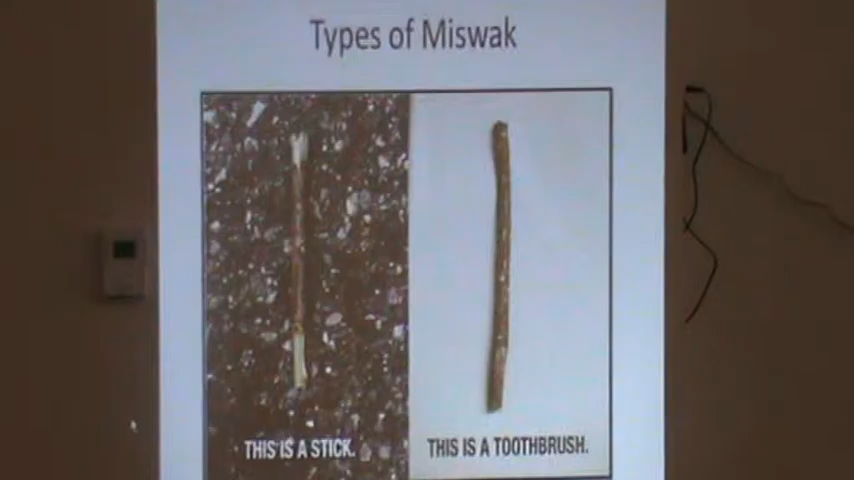 Types of Miswak
THIS IS A STICK.
THIS IS A TOOTHBRUSH.